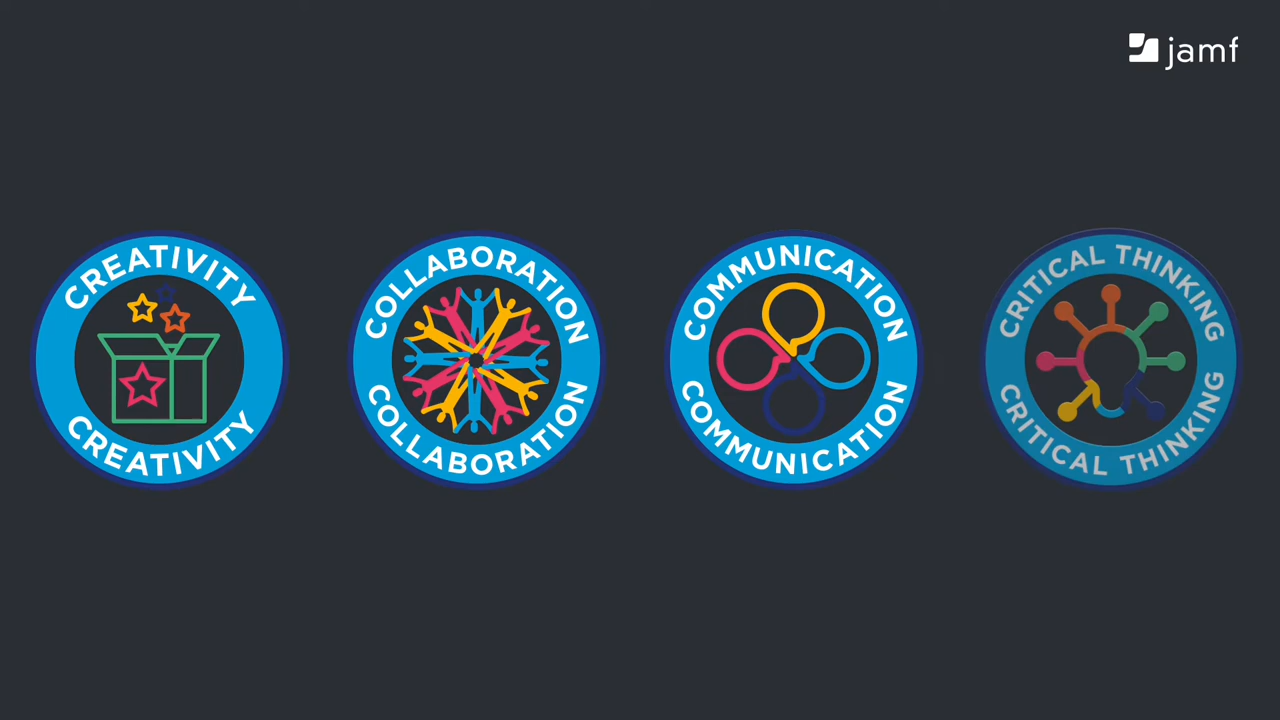 jamf
CREATIVITY
CREATIVITY
COLLABORATION
COLLABORATION
COMMUNICATION
COMMUNICATION
CRITICAL THINKING
CRITICAL THINKING